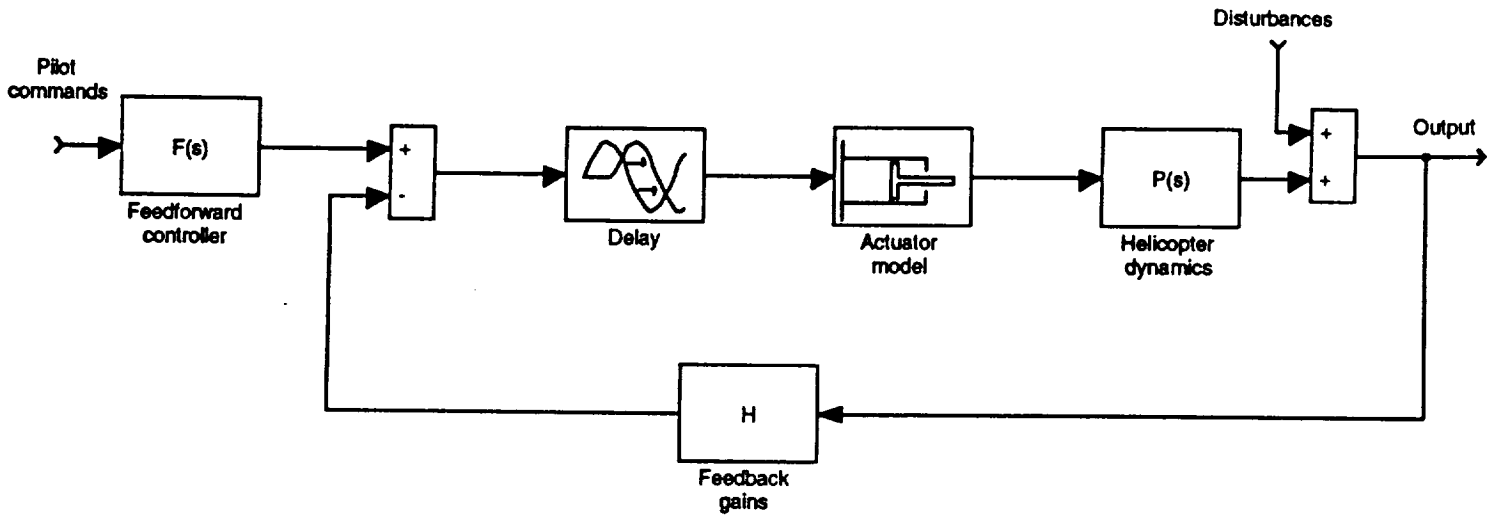 Disturbances
Pilot
commands
F(s)
Feedforward
controller
+
-
Delay
Actuator
model
P(s)
Helicopter
dynamics
+
+
Output
H
Feedback
gains